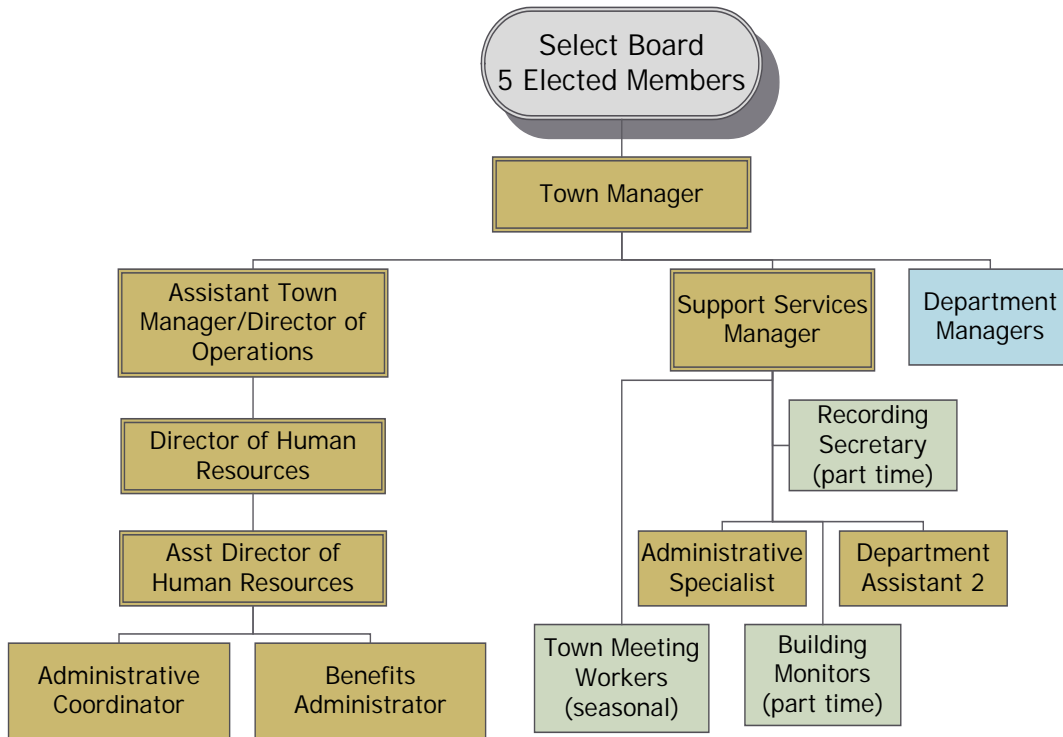 Select Board
5 Elected Members
Town Manager
Assistant Town
Manager/Director of
Operations
Support Services
Manager
Department
Managers
Director of Human
Resources
Recording
Secretary
(part time)
Asst Director of
Human Resources
Administrative
Specialist
Department
Assistant 2
Administrative
Coordinator
Benefits
Administrator
Town Meeting
Workers
(seasonal)
Building
Monitors
(part time)